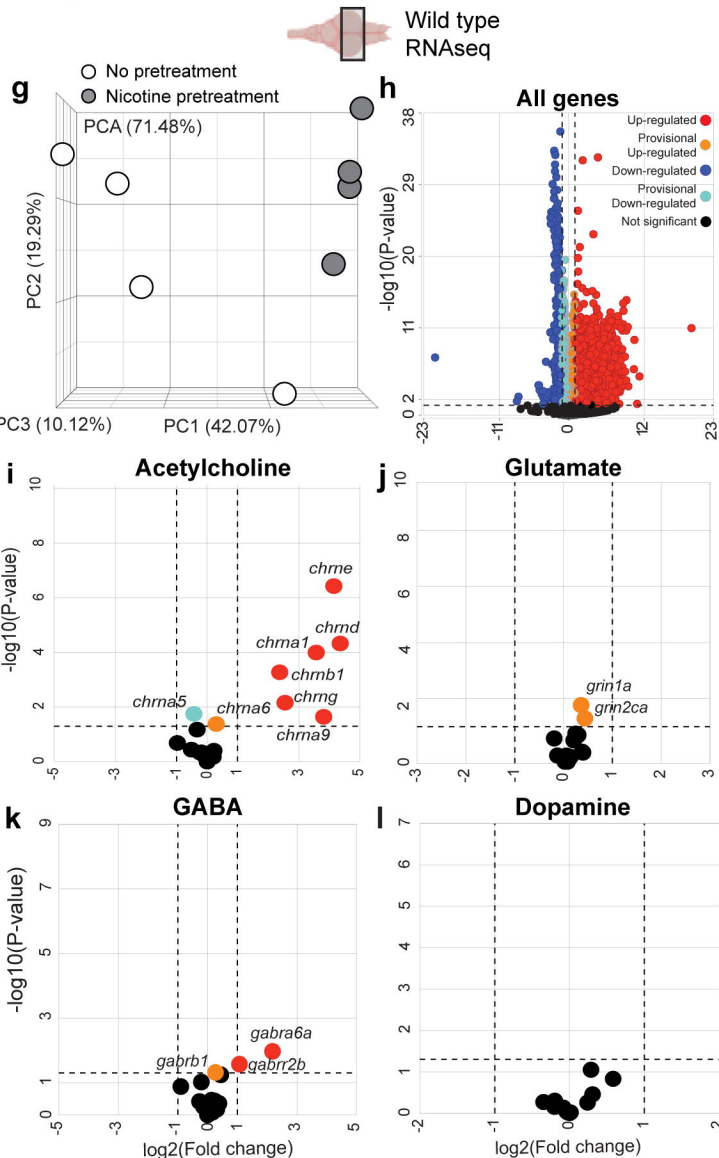 Wild type
RNAseq
g
No pretreatment
Nicotine pretreatment
PCA (71.48%)
PC2 (19.29%)
PC3 (10.12%)
PC1 (42.07%)
h
All genes
Up-regulated
Provisional
Up-regulated
Down-regulated
Provisional
Down-regulated
Not significant
-log10(P-value)
38
29
20
11
2
0
-23
-11
0
12
23
i
Acetylcholine
-log10(P-value)
10
8
6
4
2
0
chrne
chrnd
chrna1
chrnb1
chrng
chrna5
chrna6
chrna9
-5
-3
-1
0
1
3
5
j
Glutamate
10
8
6
4
2
0
grin1a
grin2ca
-3
-2
-1
0
1
2
3
k
GABA
-log10(P-value)
9
7
5
3
1
0
gabra6a
gabrb1
gabrr2b
-5
-3
-1
0
1
3
5
log2(Fold change)
l
Dopamine
7
6
5
4
3
2
1
0
-2
-1
0
1
2
log2(Fold change)